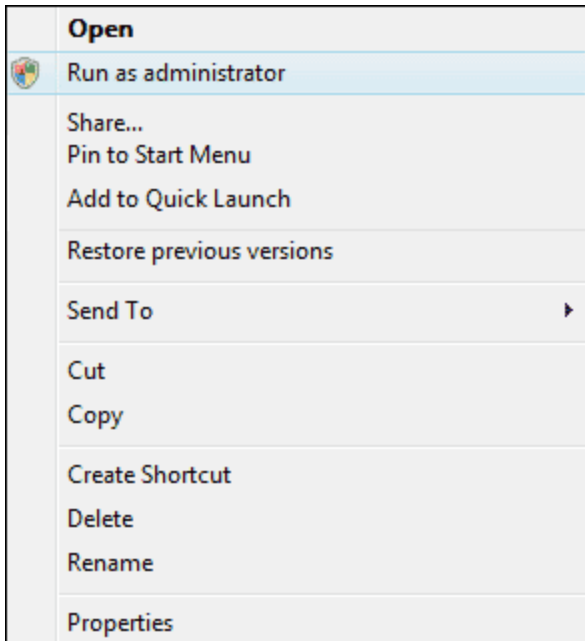 Open
Run as administrator
Share...
Pin to Start Menu
Add to Quick Launch
Restore previous versions
Send To
Cut
Copy
Create Shortcut
Delete
Rename
Properties